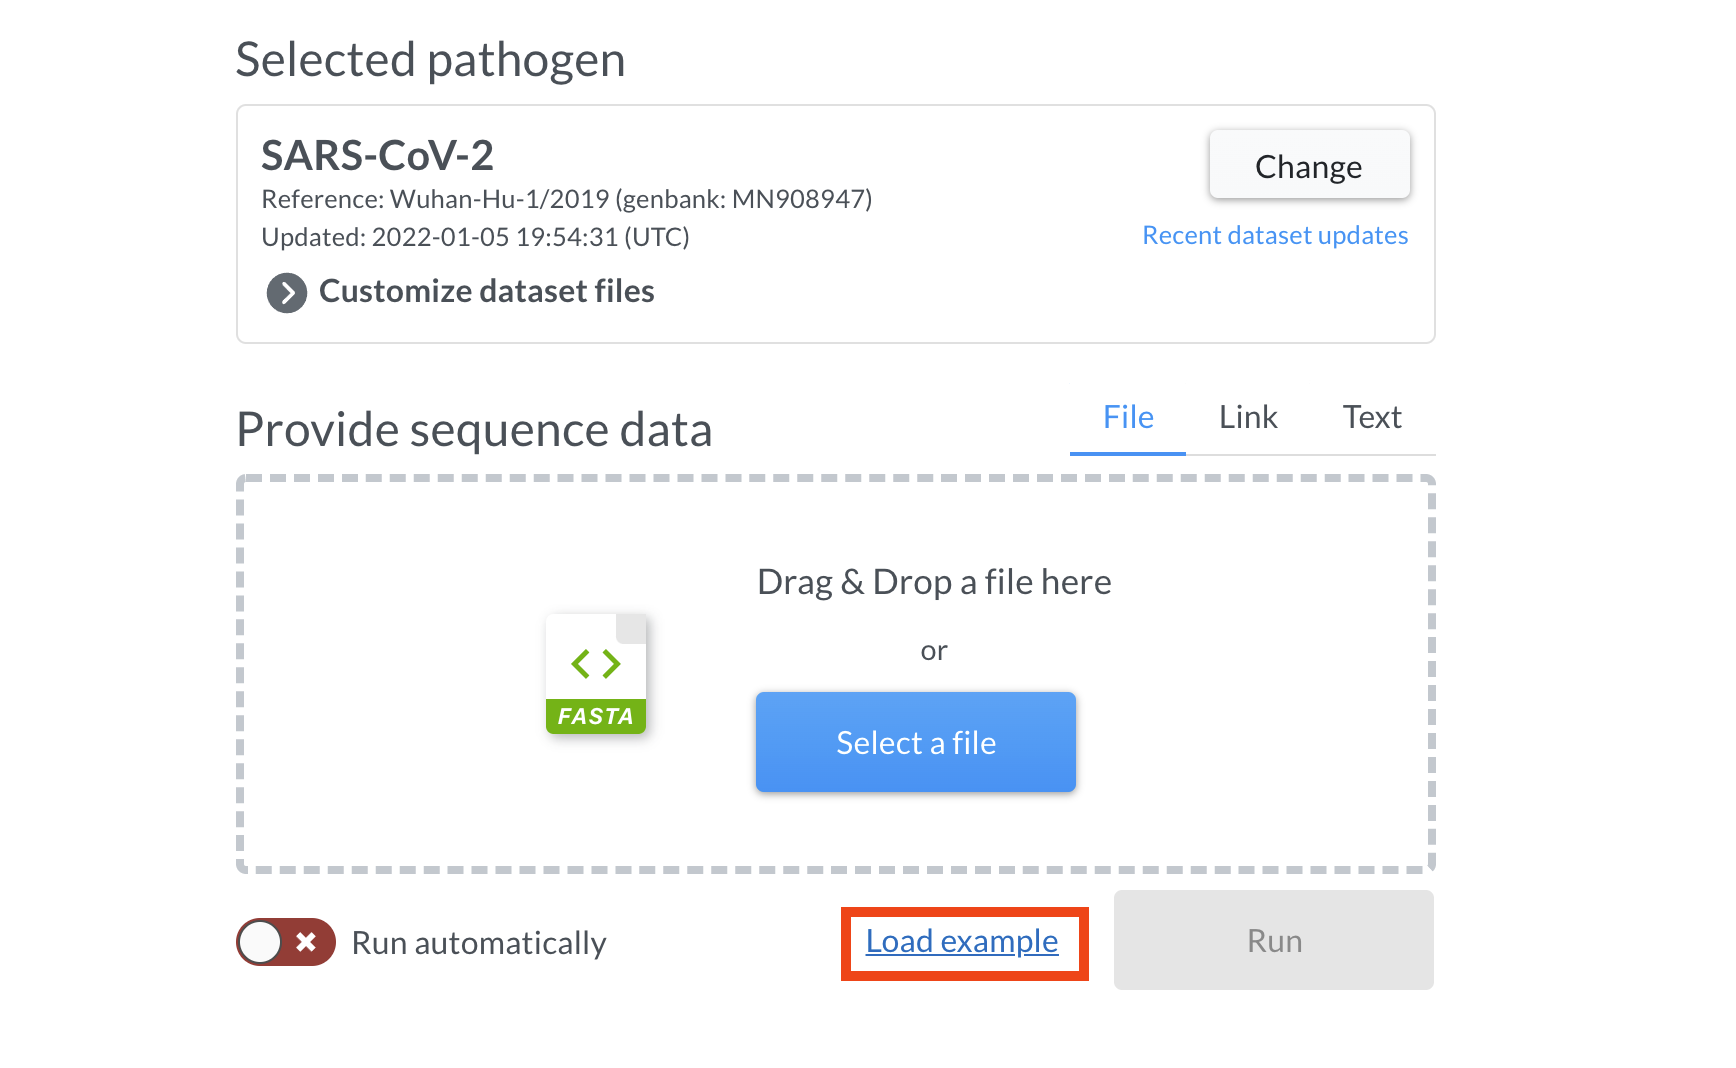 Selected pathogen
SARS-CoV-2
Change
Reference: Wuhan-Hu-1/2019 (genbank: MN908947)
Updated: 2022-01-05 19:54:31 (UTC)
Recent dataset updates
Customize dataset files
Provide sequence data
File
Link
Text
Drag & Drop a file here
or
FASTA
Select a file
Run automatically
Load example
Run